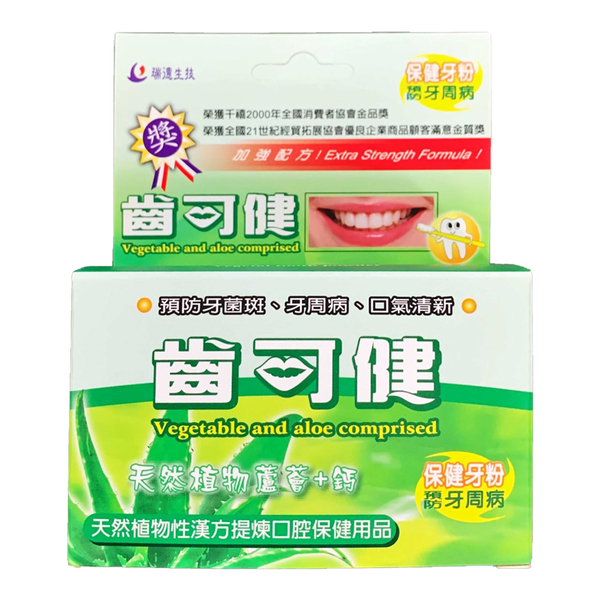 保健牙粉
牙周病
榮獲千禧2000年全國消費者協會金品獎
榮獲全國21世紀經貿拓展協會優良企業商品顧客滿意金質獎
獎
加強配方！Extra Strength Formula！
齒可健
Vegetable and aloe comprised
預防牙菌斑、牙周病、口氣清新
齒可健
Vegetable and aloe comprised
天然植物蘆薈+鈣
保健牙粉
牙周病
天然植物性漢方提煉口腔保健用品